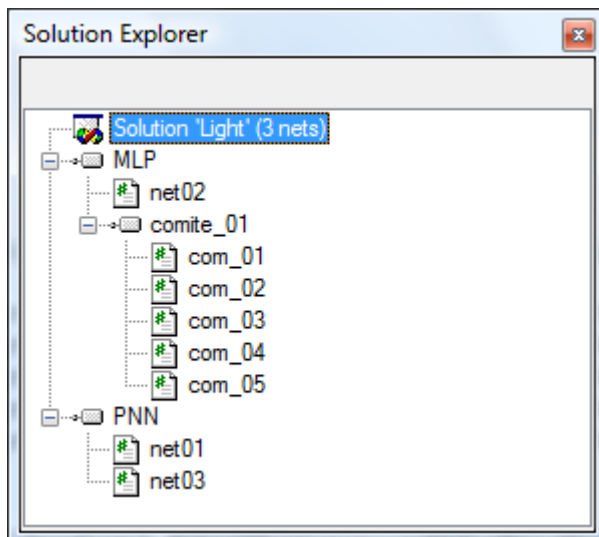 Solution Explorer
Solution 'Light' (3 nets)
MLP
net02
comite_01
com_01
com_02
com_03
com_04
com_05
PNN
net01
net03